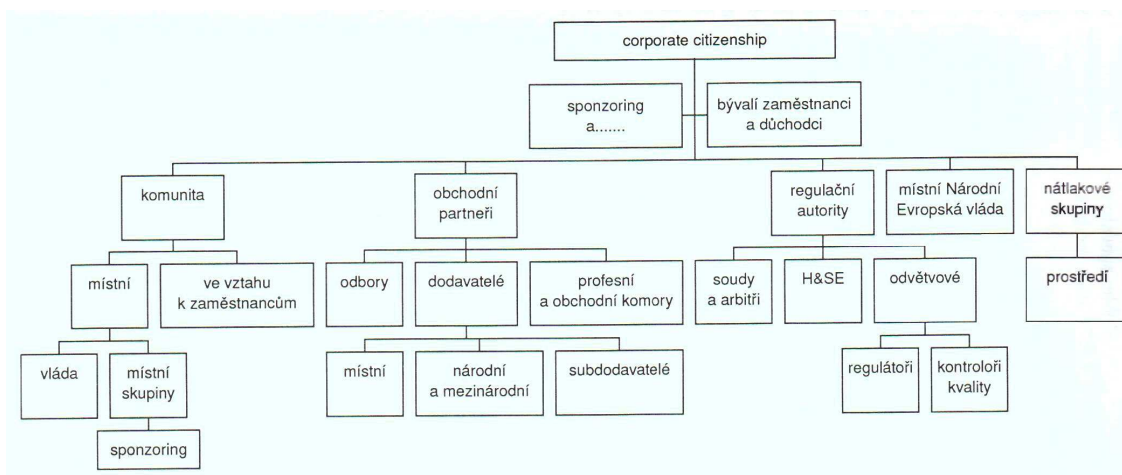 corporate citizenship
sponzoring
a.......
bývalí zaměstnanci
a důchodci
komunita
obchodní
partneři
regulační
autority
místní Národní
Evropská vláda
nátlakové
skupiny
místní
ve vztahu
k zaměstnancům
odbory
dodavatelé
profesní
a obchodní komory
soudy
a arbitři
H&SE
odvětvové
prostředí
vláda
místní
skupiny
místní
národní
a mezinárodní
subdodavatelé
regulátoři
kontroloři
kvality
sponzoring